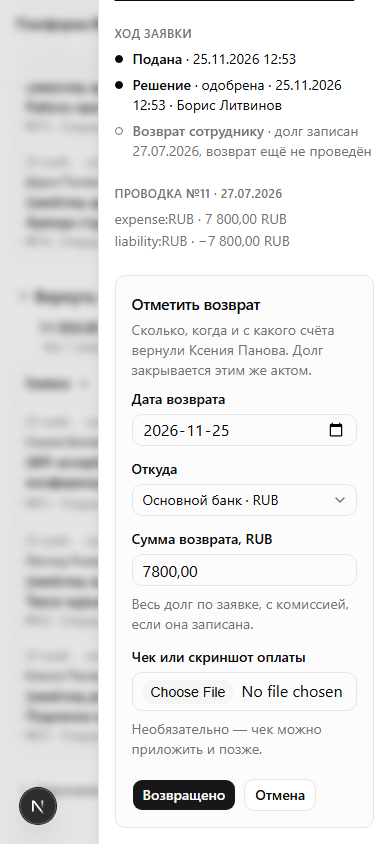 ХОД ЗАЯВКИ
Подана · 25.11.2026 12:53
Решение · одобрена · 25.11.2026
12:53 · Борис Литвинов
Возврат сотруднику · долг записан
27.07.2026, возврат ещё не проведён
ПРОВОДКА №11 · 27.07.2026
expense:RUB · 7 800,00 RUB
liability:RUB · −7 800,00 RUB
Отметить возврат
Сколько, когда и с какого счёта
вернули Ксения Панова. Долг
закрывается этим же актом.
Дата возврата
2026-11-25
Откуда
Основной банк · RUB
Сумма возврата, RUB
7800,00
Весь долг по заявке, с комиссией,
если она записана.
Чек или скриншот оплаты
Choose File No file chosen
Необязательно — чек можно
приложить и позже.
Возвращено Отмена
N